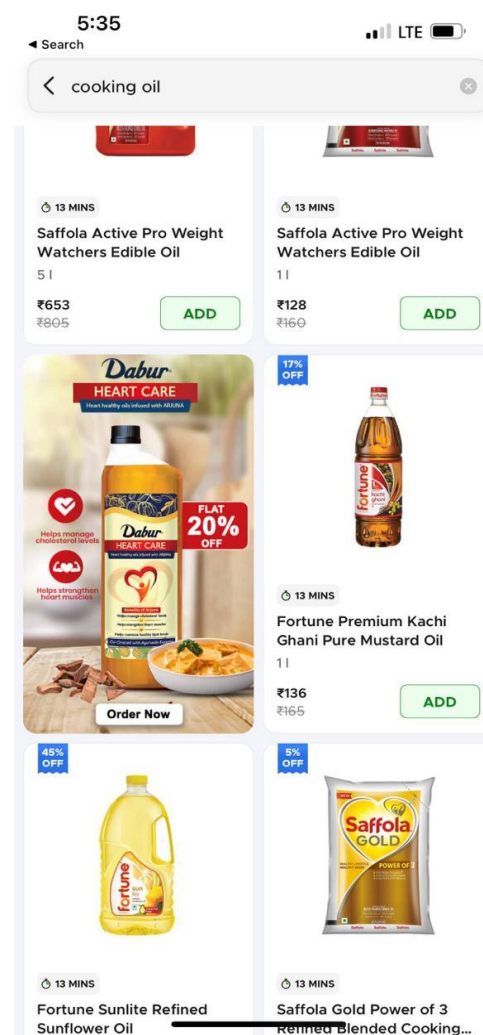 5:35
LTE
Search
cooking oil
13 MINS
Saffola Active Pro Weight
Watchers Edible Oil
5 l
₹653
₹805
ADD
13 MINS
Saffola Active Pro Weight
Watchers Edible Oil
1 l
₹128
₹160
ADD
Dabur
HEART CARE
Heart healthy oils infused with ARJUNA
Helps manage
cholesterol levels
Helps strengthen
heart muscles
FLAT
20%
OFF
Dabur
HEART CARE
Order Now
17%
OFF
fortune
kachi
ghani
13 MINS
Fortune Premium Kachi
Ghani Pure Mustard Oil
1 l
₹136
₹165
ADD
45%
OFF
fortune
13 MINS
Fortune Sunlite Refined
Sunflower Oil
5%
OFF
Saffola
GOLD
POWER OF 3
13 MINS
Saffola Gold Power of 3
Refined Blended Cooking...